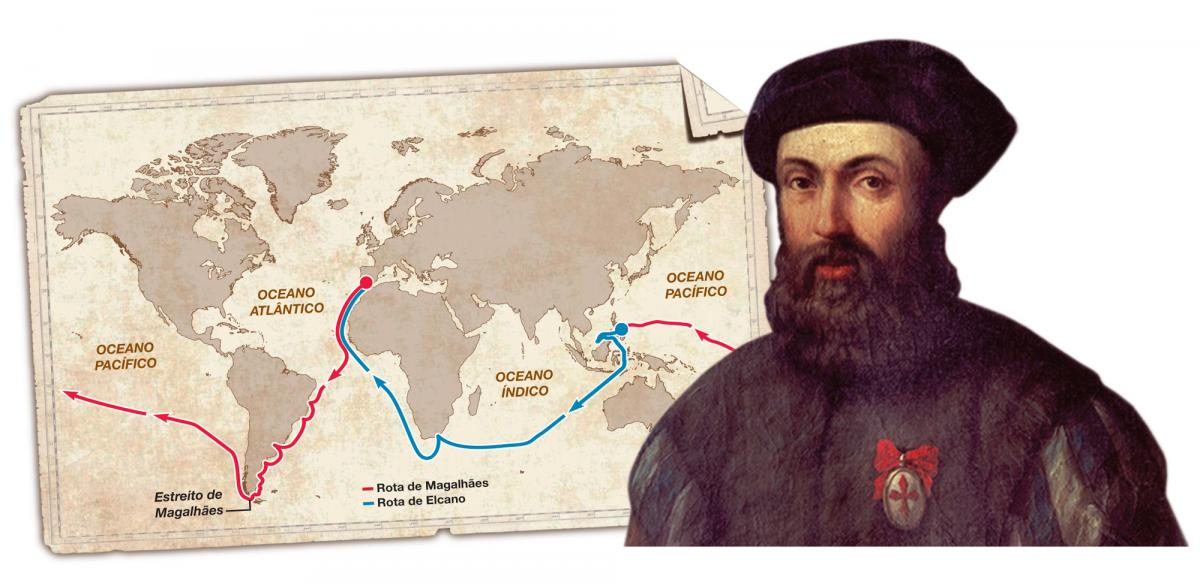 OCEANO
ATLÂNTICO
OCEANO
PACÍFICO
OCEANO
PACÍFICO
OCEANO
ÍNDICO
Estreito de
Magalhães
Rota de Magalhães
Rota de Elcano